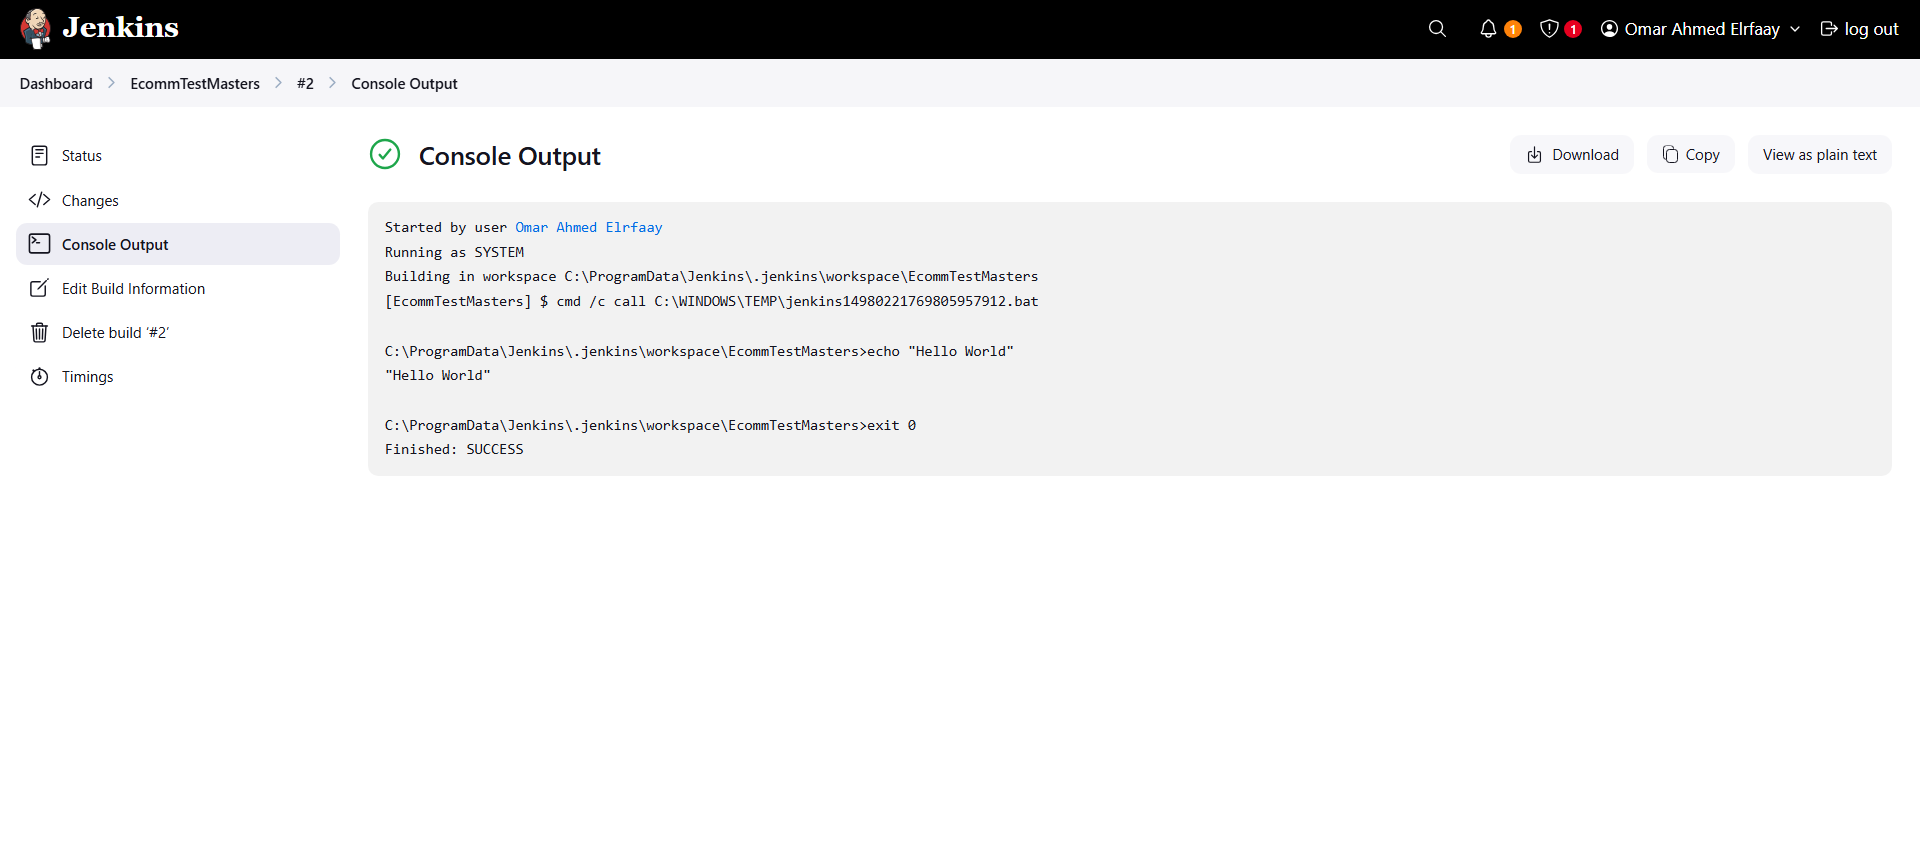 Jenkins
1
1
Omar Ahmed Elrfaay
log out
Dashboard
EcommTestMasters
#2
Console Output
Status
Changes
Console Output
Edit Build Information
Delete build ‘#2’
Timings
Console Output
Download
Copy
View as plain text
Started by user Omar Ahmed Elrfaay
Running as SYSTEM
Building in workspace C:\ProgramData\Jenkins\.jenkins\workspace\EcommTestMasters
[EcommTestMasters] $ cmd /c call C:\WINDOWS\TEMP\jenkins14980221769805957912.bat
C:\ProgramData\Jenkins\.jenkins\workspace\EcommTestMasters>echo "Hello World"
"Hello World"
C:\ProgramData\Jenkins\.jenkins\workspace\EcommTestMasters>exit 0
Finished: SUCCESS